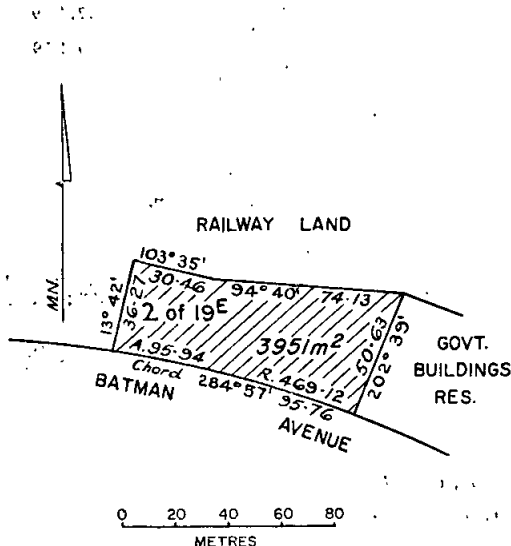 RAILWAY LAND
103° 35'
30·46
94° 40'
74·13
MN.
13° 42'
36·27
2 of 19E
3951m²
50·63
202° 39'
GOVT.
BUILDINGS
RES.
A. 95·94
R. 469·12
Chord
284° 57'
95·76
BATMAN
AVENUE
0 20 40 60 80
METRES